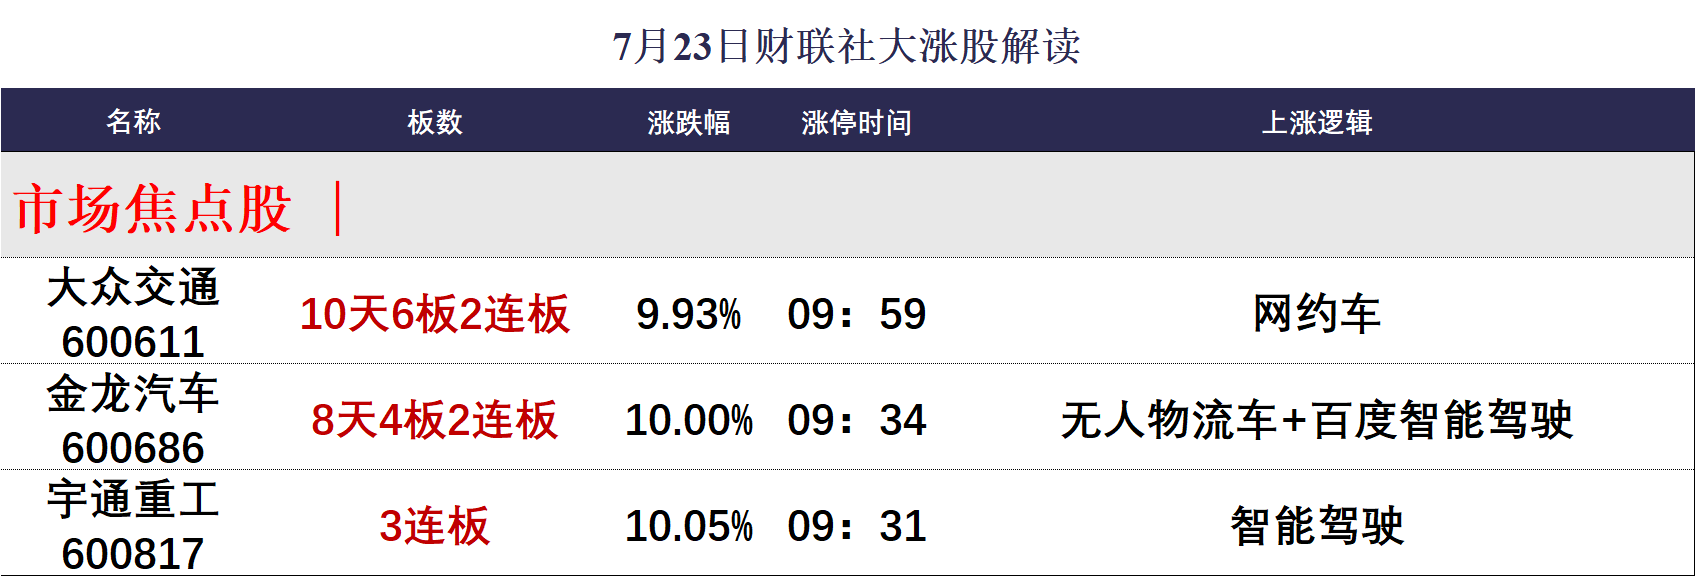 7月23日财联社大涨股解读
名称 板数 涨跌幅 涨停时间 上涨逻辑
市场焦点股 |
大众交通
600611 10天6板2连板 9.93% 09：59 网约车
金龙汽车
600686 8天4板2连板 10.00% 09：34 无人物流车+百度智能驾驶
宇通重工
600817 3连板 10.05% 09：31 智能驾驶